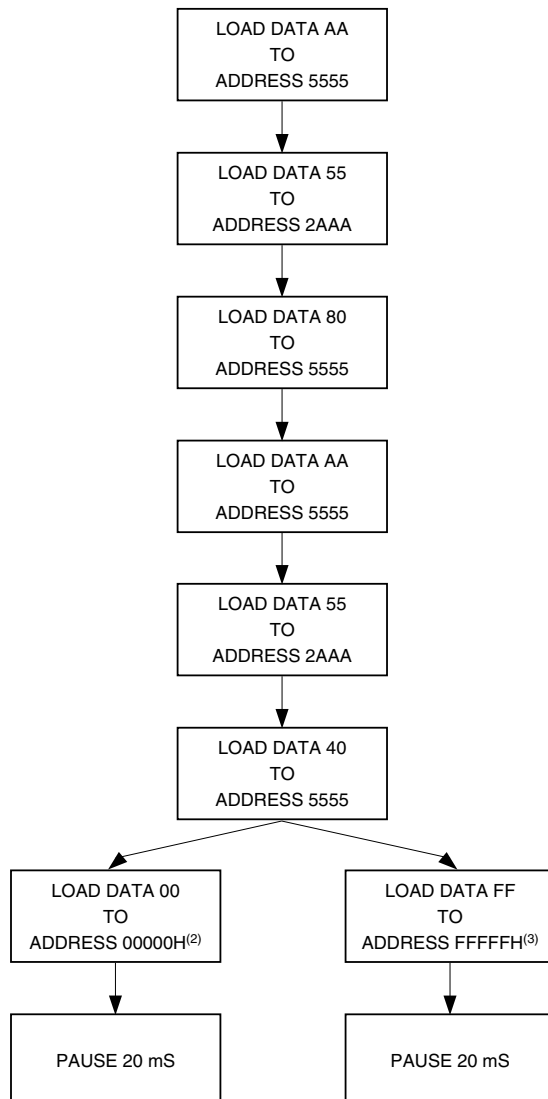 LOAD DATA AA
TO
ADDRESS 5555
LOAD DATA 55
TO
ADDRESS 2AAA
LOAD DATA 80
TO
ADDRESS 5555
LOAD DATA AA
TO
ADDRESS 5555
LOAD DATA 55
TO
ADDRESS 2AAA
LOAD DATA 40
TO
ADDRESS 5555
LOAD DATA 00
TO
ADDRESS 00000H(2)
PAUSE 20 mS
LOAD DATA FF
TO
ADDRESS FFFFFH(3)
PAUSE 20 mS